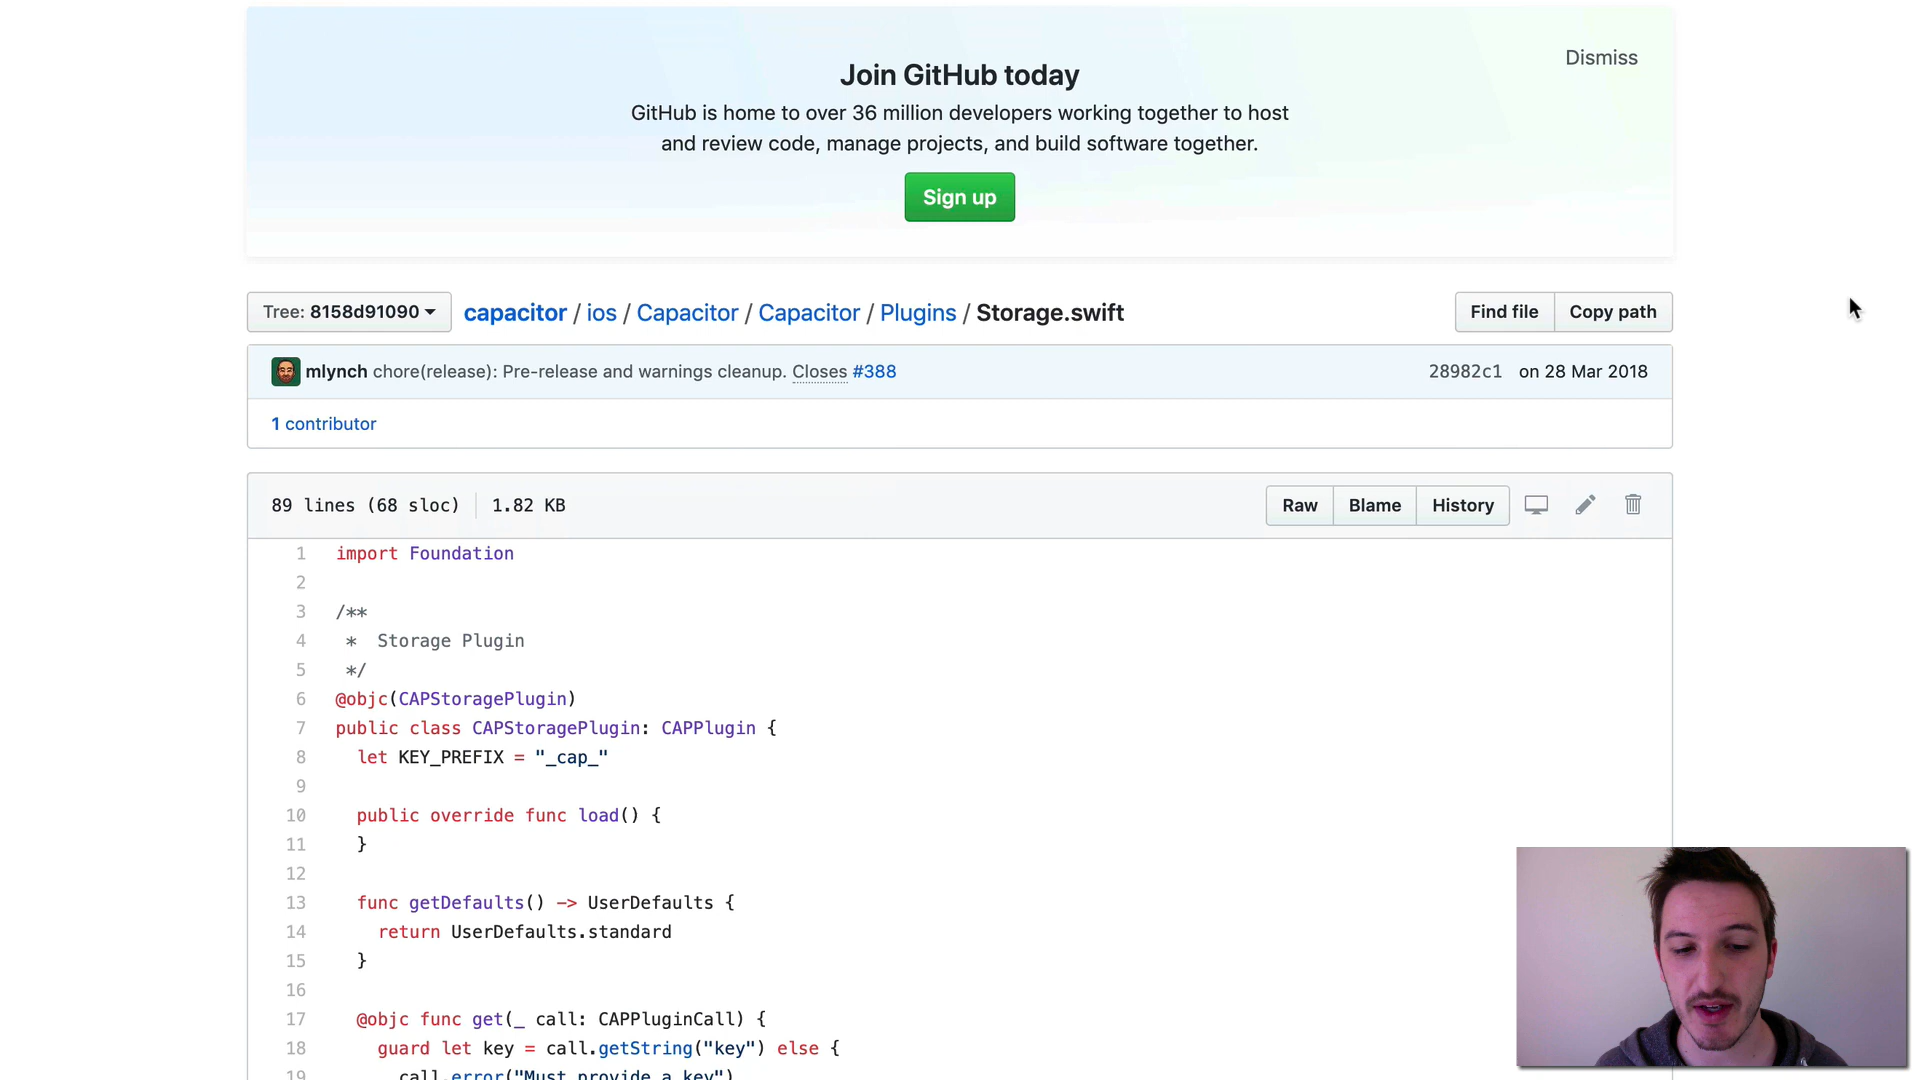 Join GitHub today
Dismiss
GitHub is home to over 36 million developers working together to host
and review code, manage projects, and build software together.
Sign up
Tree: 8158d91090
capacitor / ios / Capacitor / Capacitor / Plugins / Storage.swift
Find file
Copy path
mlynch chore(release): Pre-release and warnings cleanup. Closes #388
28982c1 on 28 Mar 2018
1 contributor
89 lines (68 sloc) 1.82 KB
Raw
Blame
History
1 import Foundation
2
3 /**
4 * Storage Plugin
5 */
6 @objc(CAPStoragePlugin)
7 public class CAPStoragePlugin: CAPPlugin {
8 let KEY_PREFIX = "_cap_"
9
10 public override func load() {
11 }
12
13 func getDefaults() -> UserDefaults {
14 return UserDefaults.standard
15 }
16
17 @objc func get(_ call: CAPPluginCall) {
18 guard let key = call.getString("key") else {
19 call.error("Must provide a key")